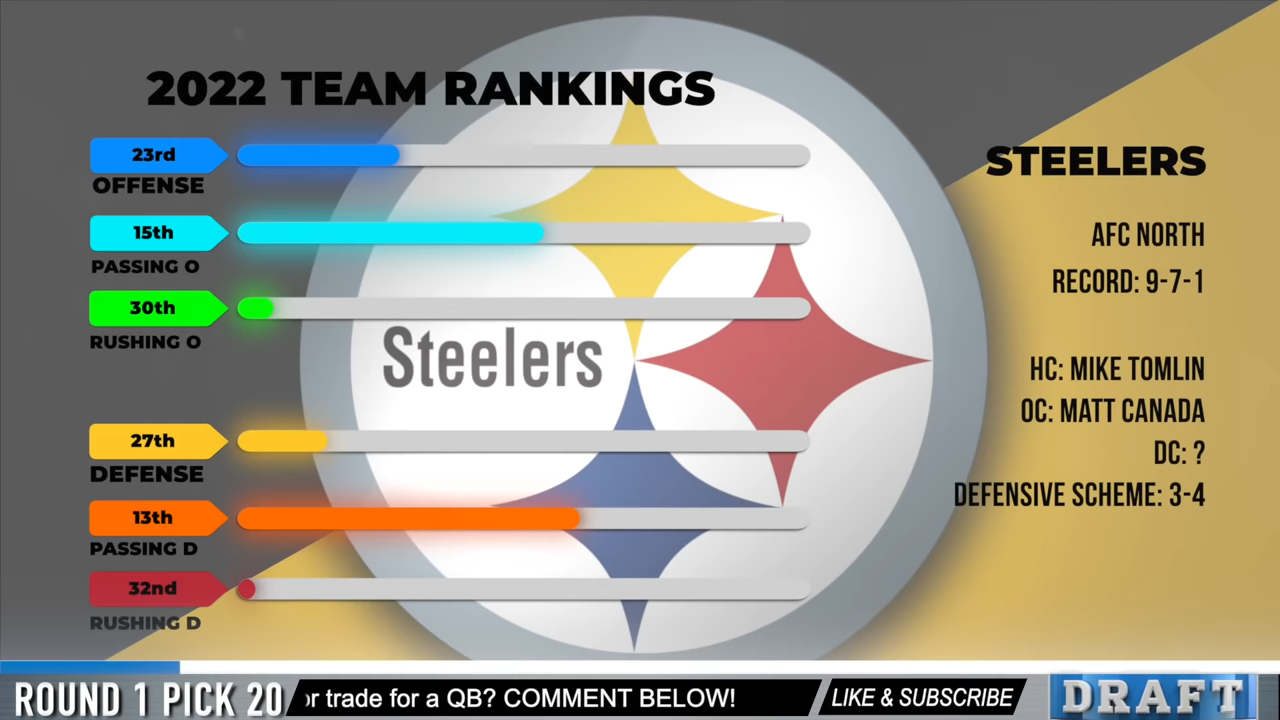 2022 TEAM RANKINGS
23rd
OFFENSE
15th
PASSING O
30th
RUSHING O
27th
DEFENSE
13th
PASSING D
32nd
RUSHING D
Steelers
STEELERS
AFC NORTH
RECORD: 9-7-1
HC: MIKE TOMLIN
OC: MATT CANADA
DC: ?
DEFENSIVE SCHEME: 3-4
ROUND 1 PICK 20
trade for a QB? COMMENT BELOW!
LIKE & SUBSCRIBE
DRAFT